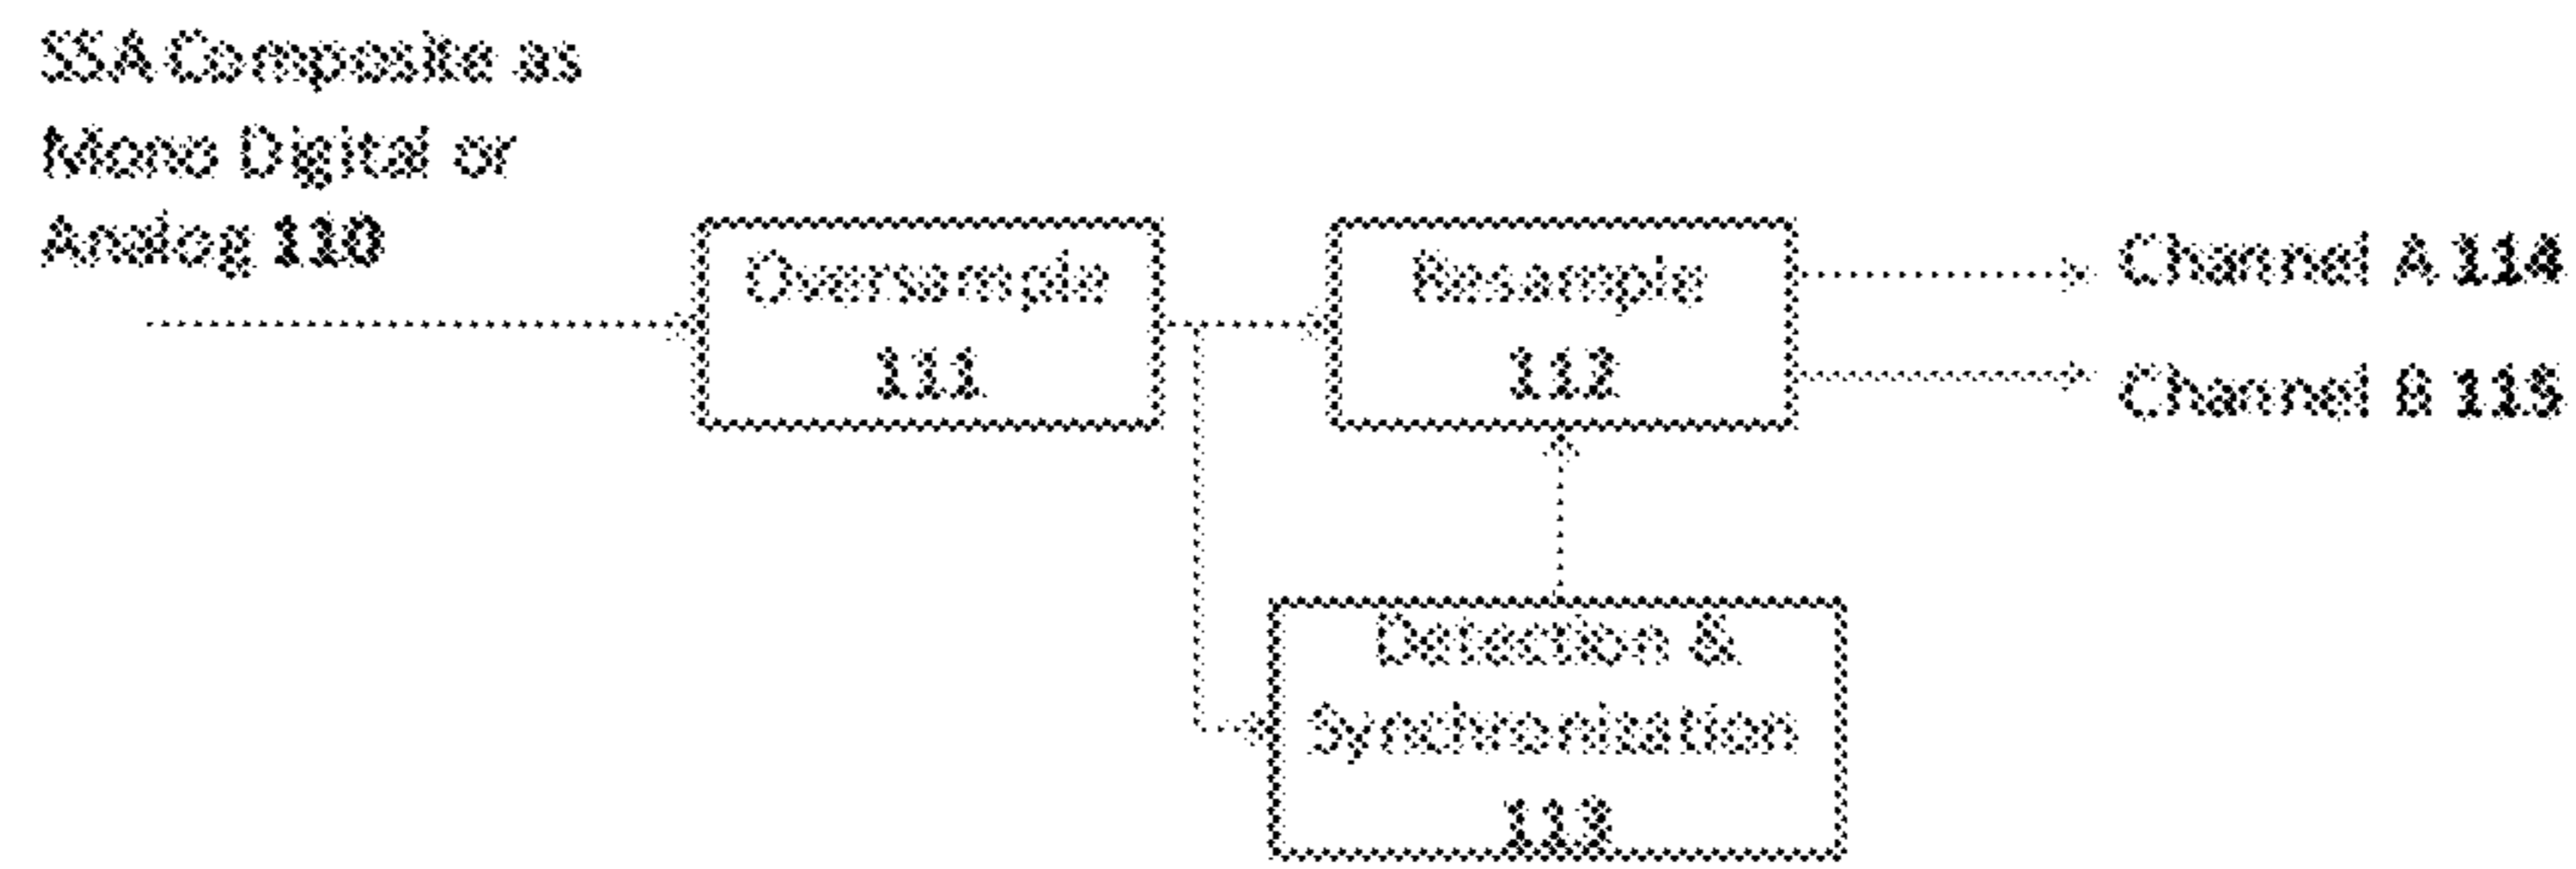 SSA Composite as
Mono Digital or
Analog 110
Oversample
111
Resample
112
Channel A 114
Channel B 115
Detection &
Synchronization
113